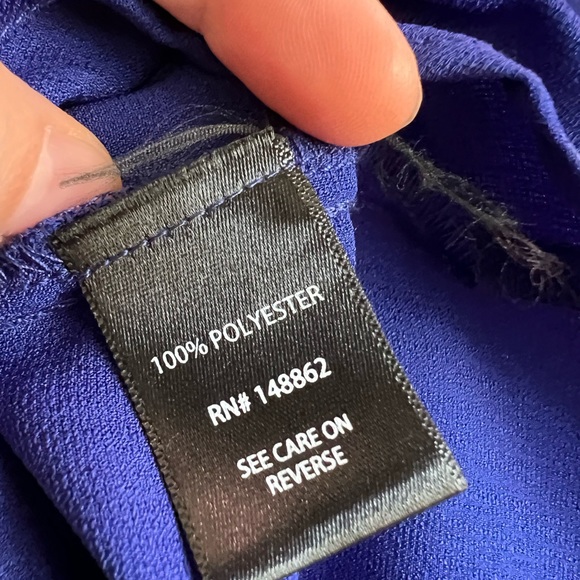 100% POLYESTER
RN# 148862
SEE CARE ON
REVERSE